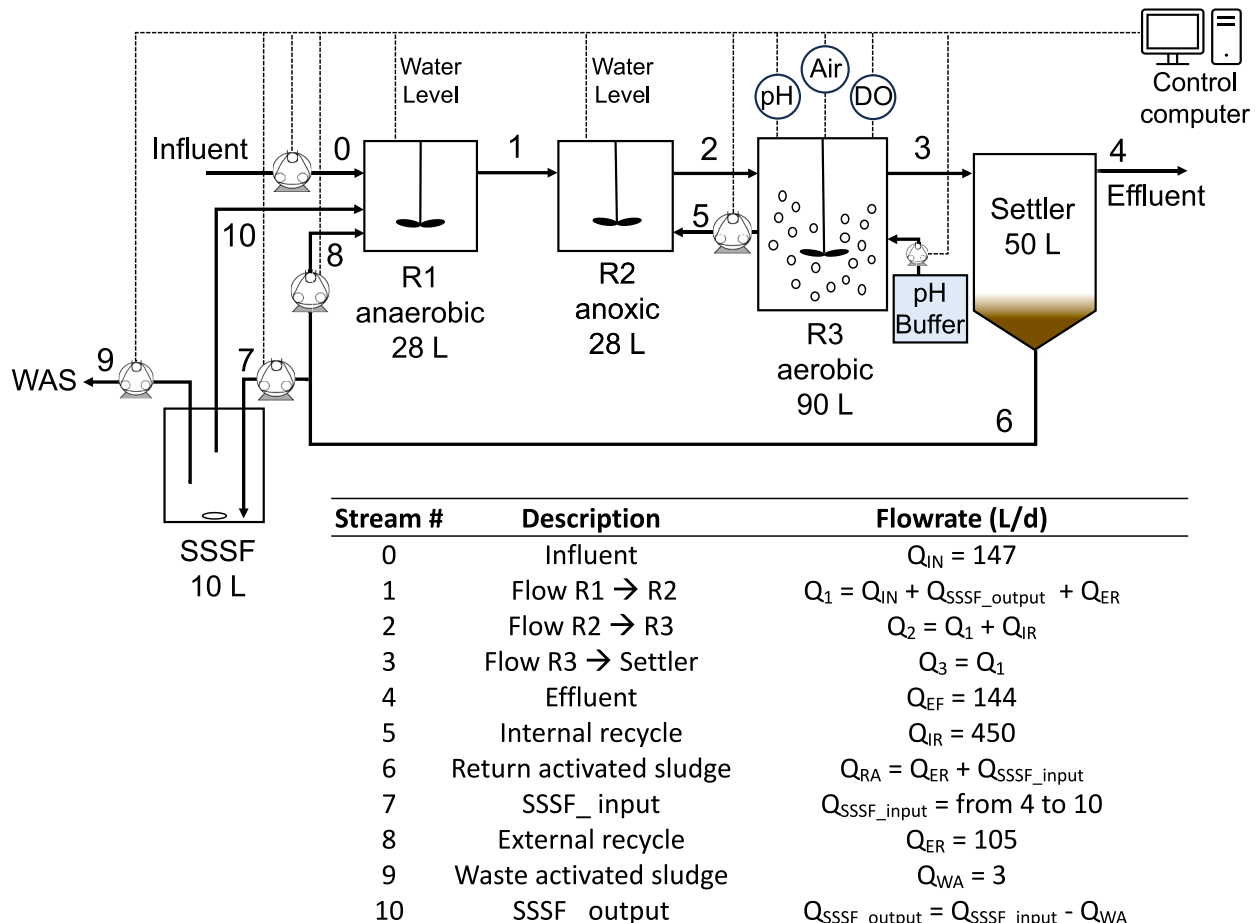 Control
computer
Water
Level
Water
Level
pH
Air
DO
Influent
0
1
2
3
4
Effluent
10
8
5
R1
anaerobic
28 L
R2
anoxic
28 L
R3
aerobic
90 L
pH
Buffer
Settler
50 L
WAS
9
7
6
SSSF
10 L
Stream # Description Flowrate (L/d)
0 Influent Q_IN = 147
1 Flow R1 → R2 Q_1 = Q_IN + Q_SSSF_output + Q_ER
2 Flow R2 → R3 Q_2 = Q_1 + Q_IR
3 Flow R3 → Settler Q_3 = Q_1
4 Effluent Q_EF = 144
5 Internal recycle Q_IR = 450
6 Return activated sludge Q_RA = Q_ER + Q_SSSF_input
7 SSSF_ input Q_SSSF_input = from 4 to 10
8 External recycle Q_ER = 105
9 Waste activated sludge Q_WA = 3
10 SSSF output Q_SSSF_output = Q_SSSF_input - Q_WA